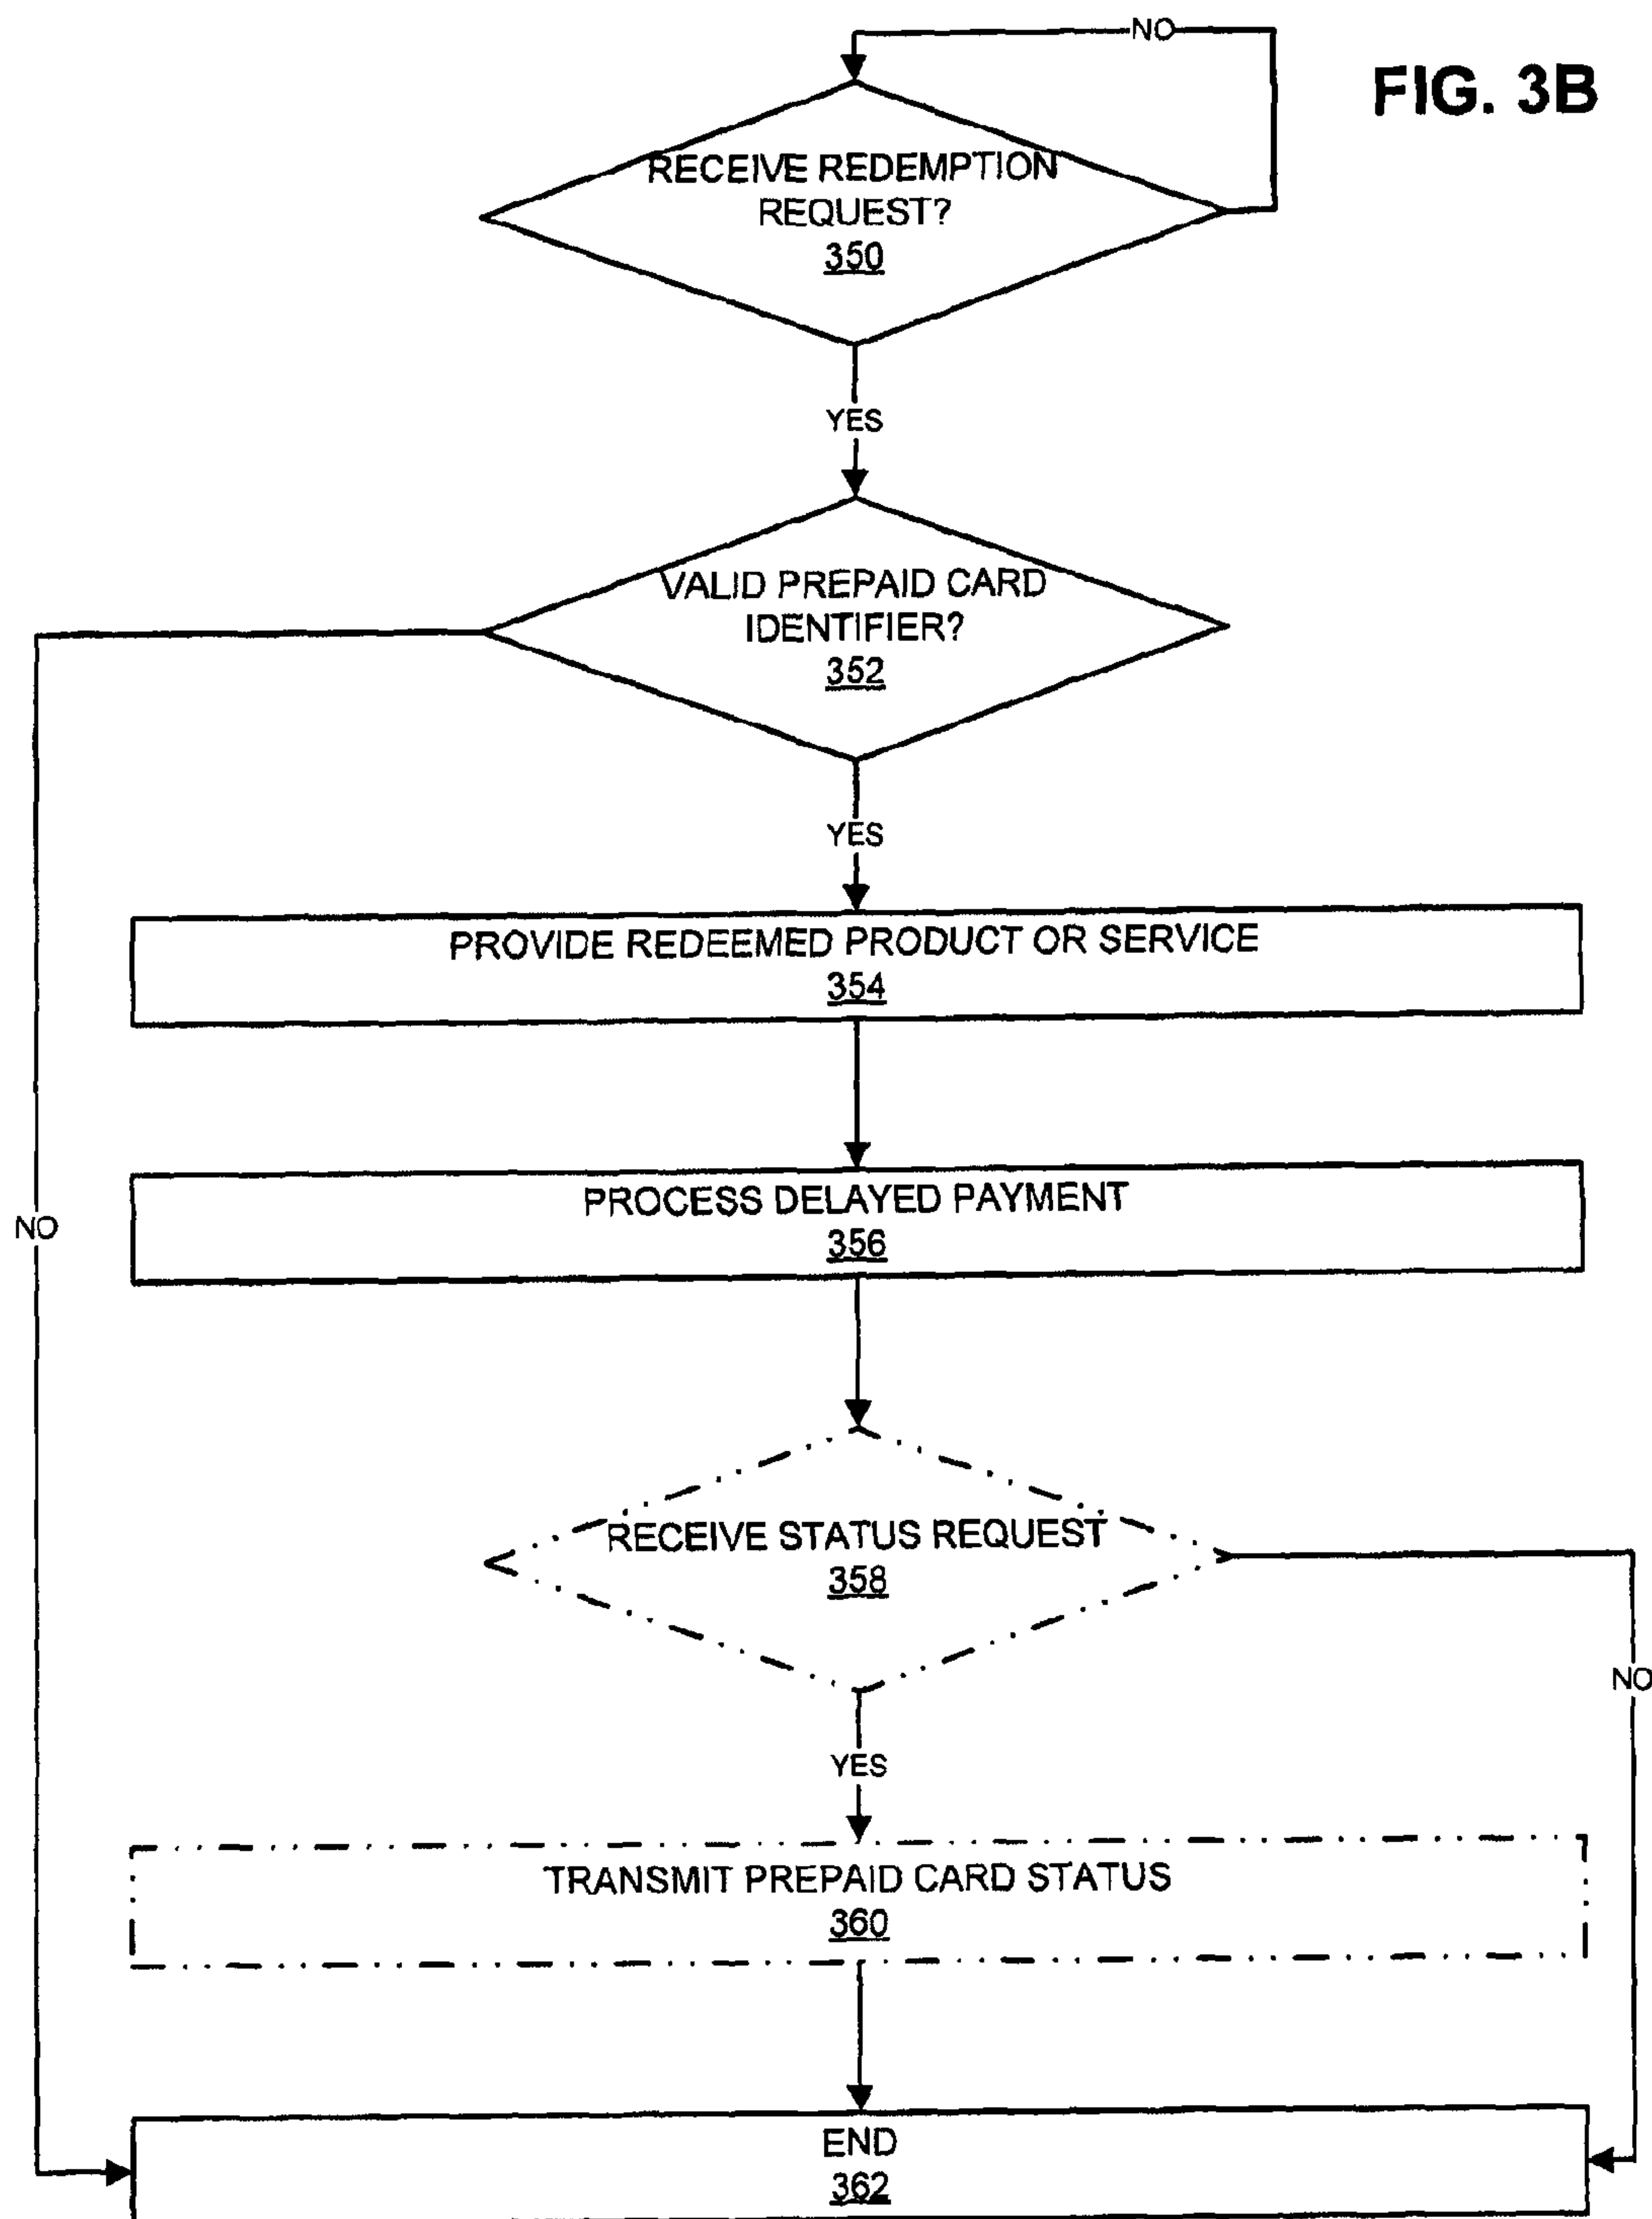 FIG. 3B
NO
RECEIVE REDEMPTION
REQUEST?
350
YES
VALID PREPAID CARD
IDENTIFIER?
352
YES
PROVIDE REDEEMED PRODUCT OR SERVICE
354
PROCESS DELAYED PAYMENT
356
NO
RECEIVE STATUS REQUEST
358
NO
YES
TRANSMIT PREPAID CARD STATUS
360
END
362